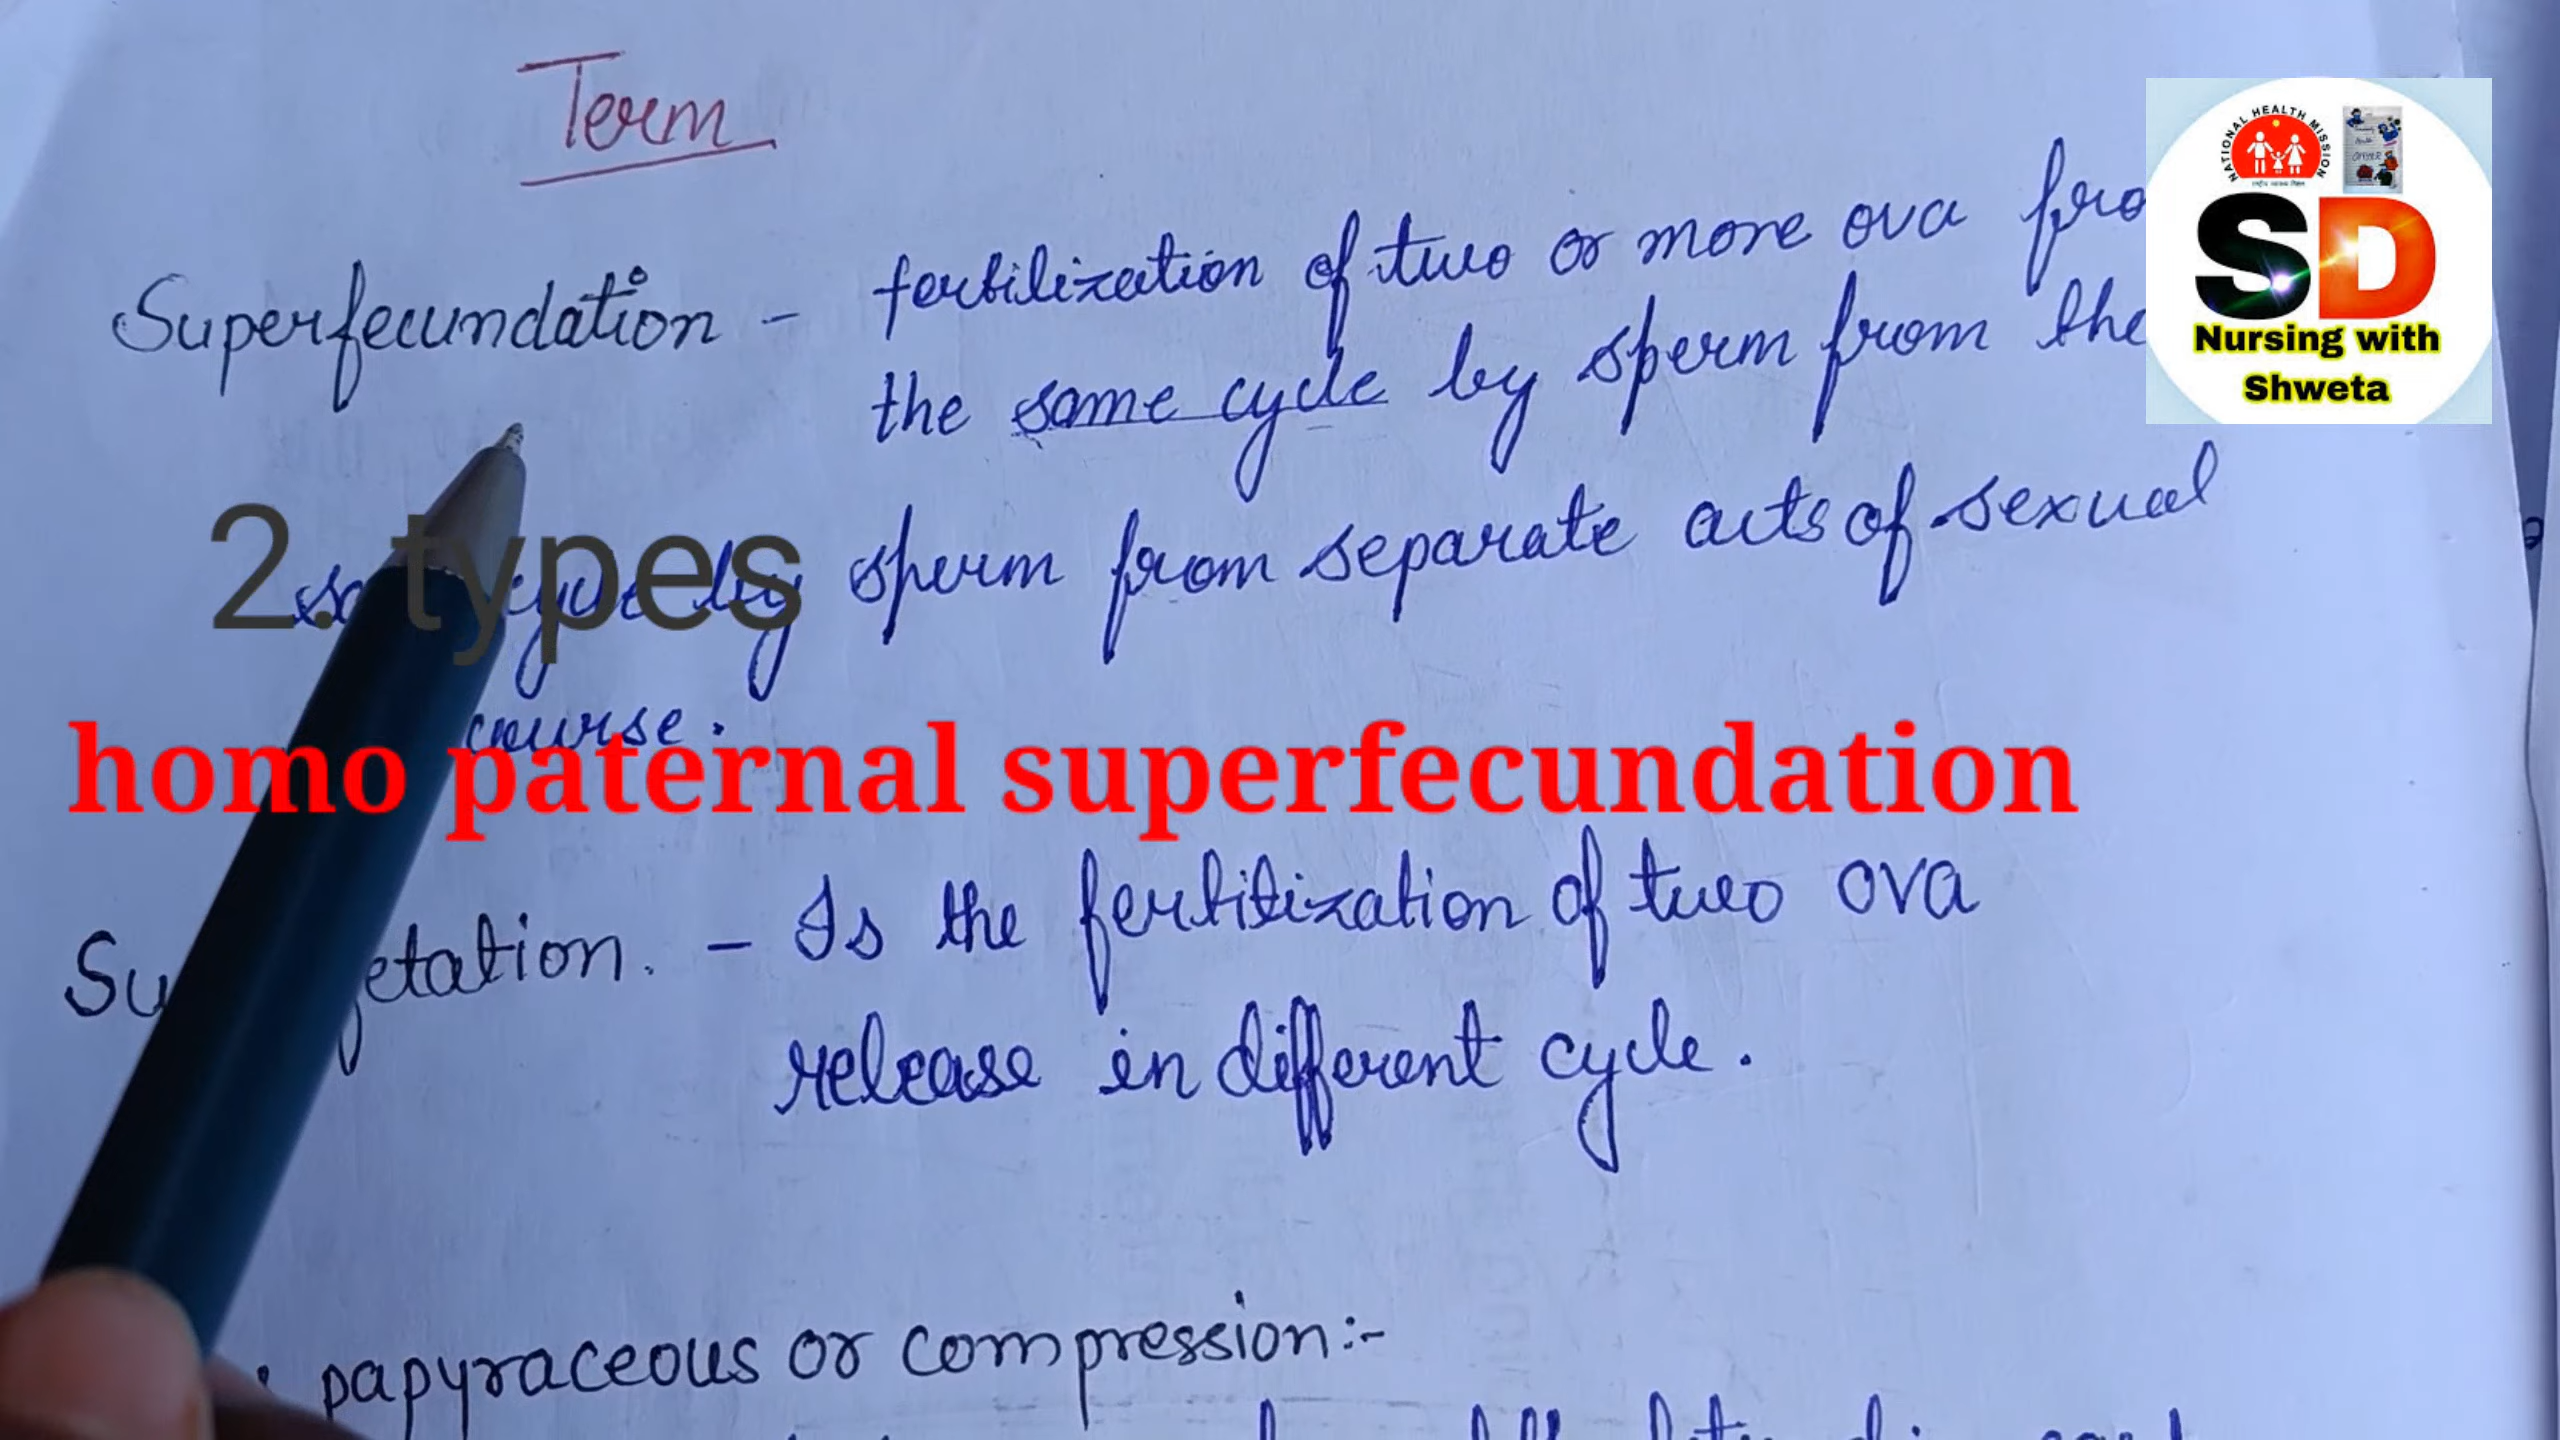 Term
Superfecundation - fertilization of two or more ova
the same cycle by sperm from the
2. types
cycle by sperm from separate acts of sexual
course.
homo paternal superfecundation
- Is the fertilization of two ova
release in different cycle.
papyraceous or compression:-
NATIONAL HEALTH MISSION
SD
Nursing with
Shweta